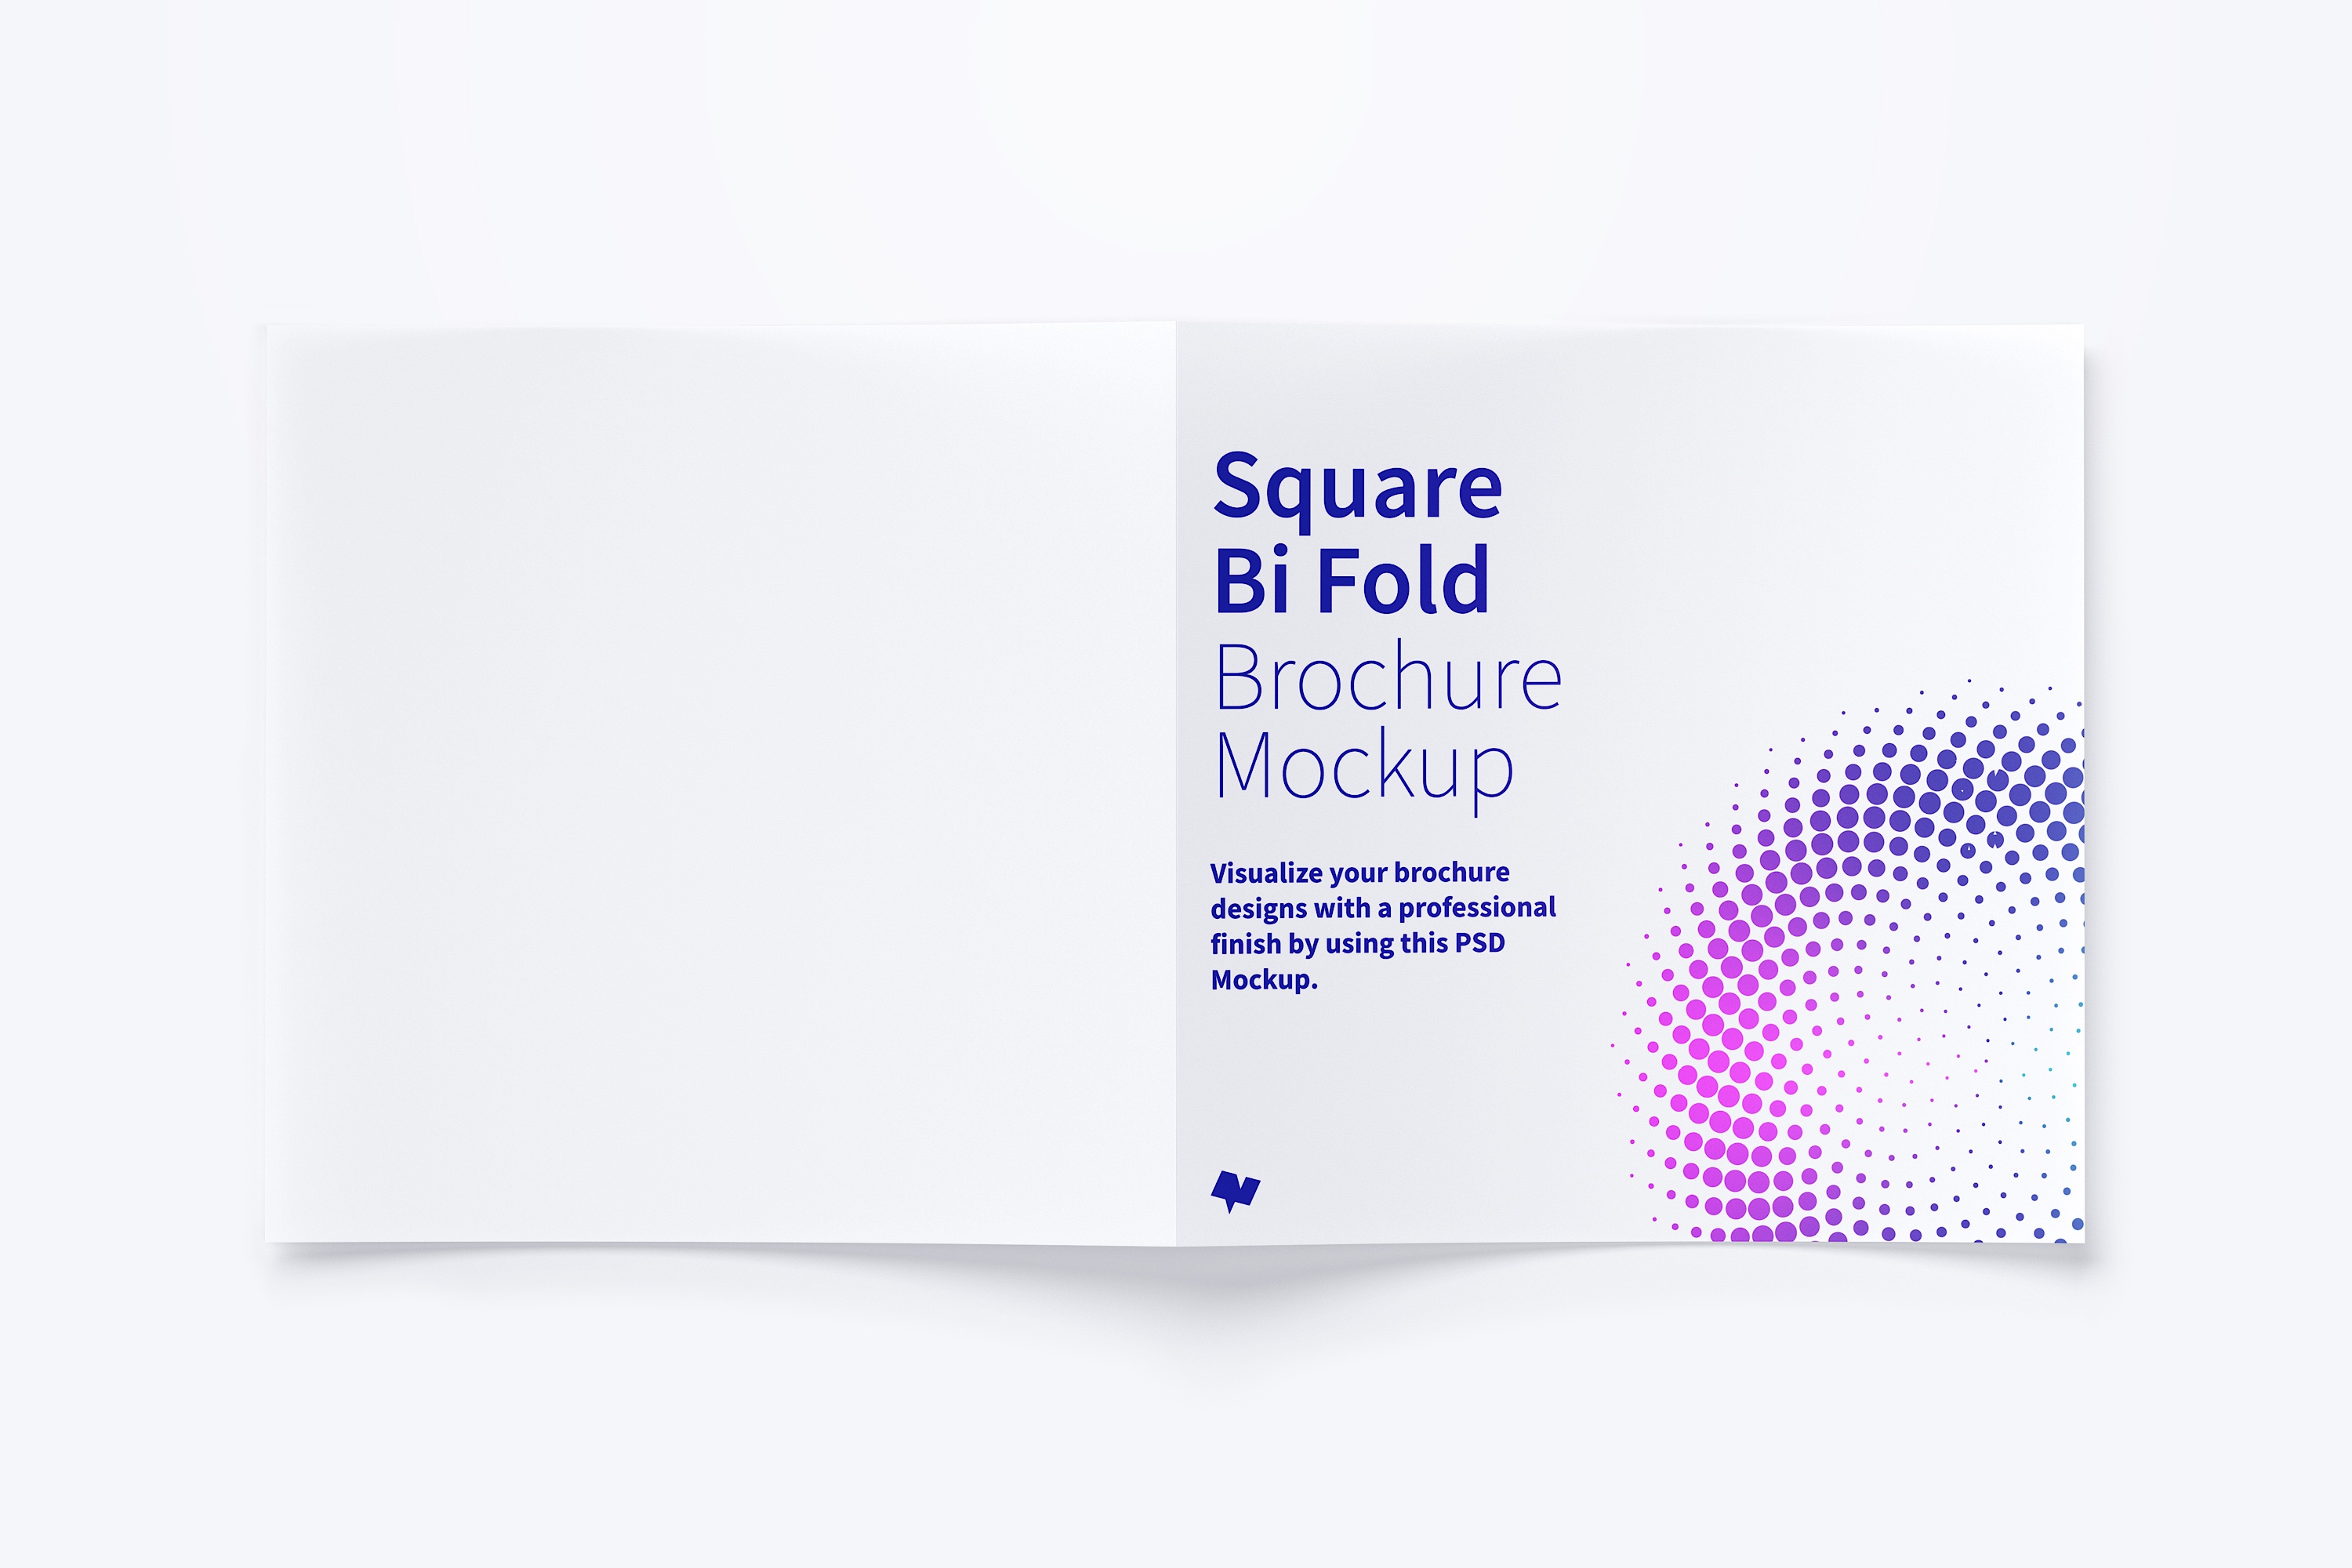 Square
Bi Fold
Brochure
Mockup
Visualize your brochure
designs with a professional
finish by using this PSD
Mockup.